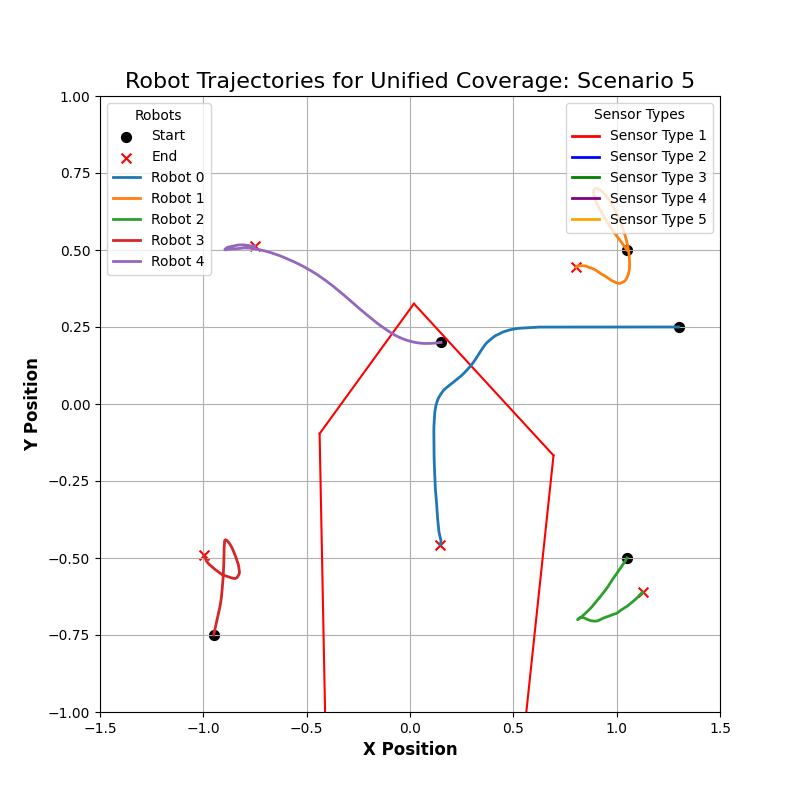 Robot Trajectories for Unified Coverage: Scenario 5
Robots
Start
End
Robot 0
Robot 1
Robot 2
Robot 3
Robot 4
Sensor Types
Sensor Type 1
Sensor Type 2
Sensor Type 3
Sensor Type 4
Sensor Type 5
1.00
0.75
0.50
0.25
0.00
−0.25
−0.50
−0.75
−1.00
Y Position
−1.5
−1.0
−0.5
0.0
0.5
1.0
1.5
X Position